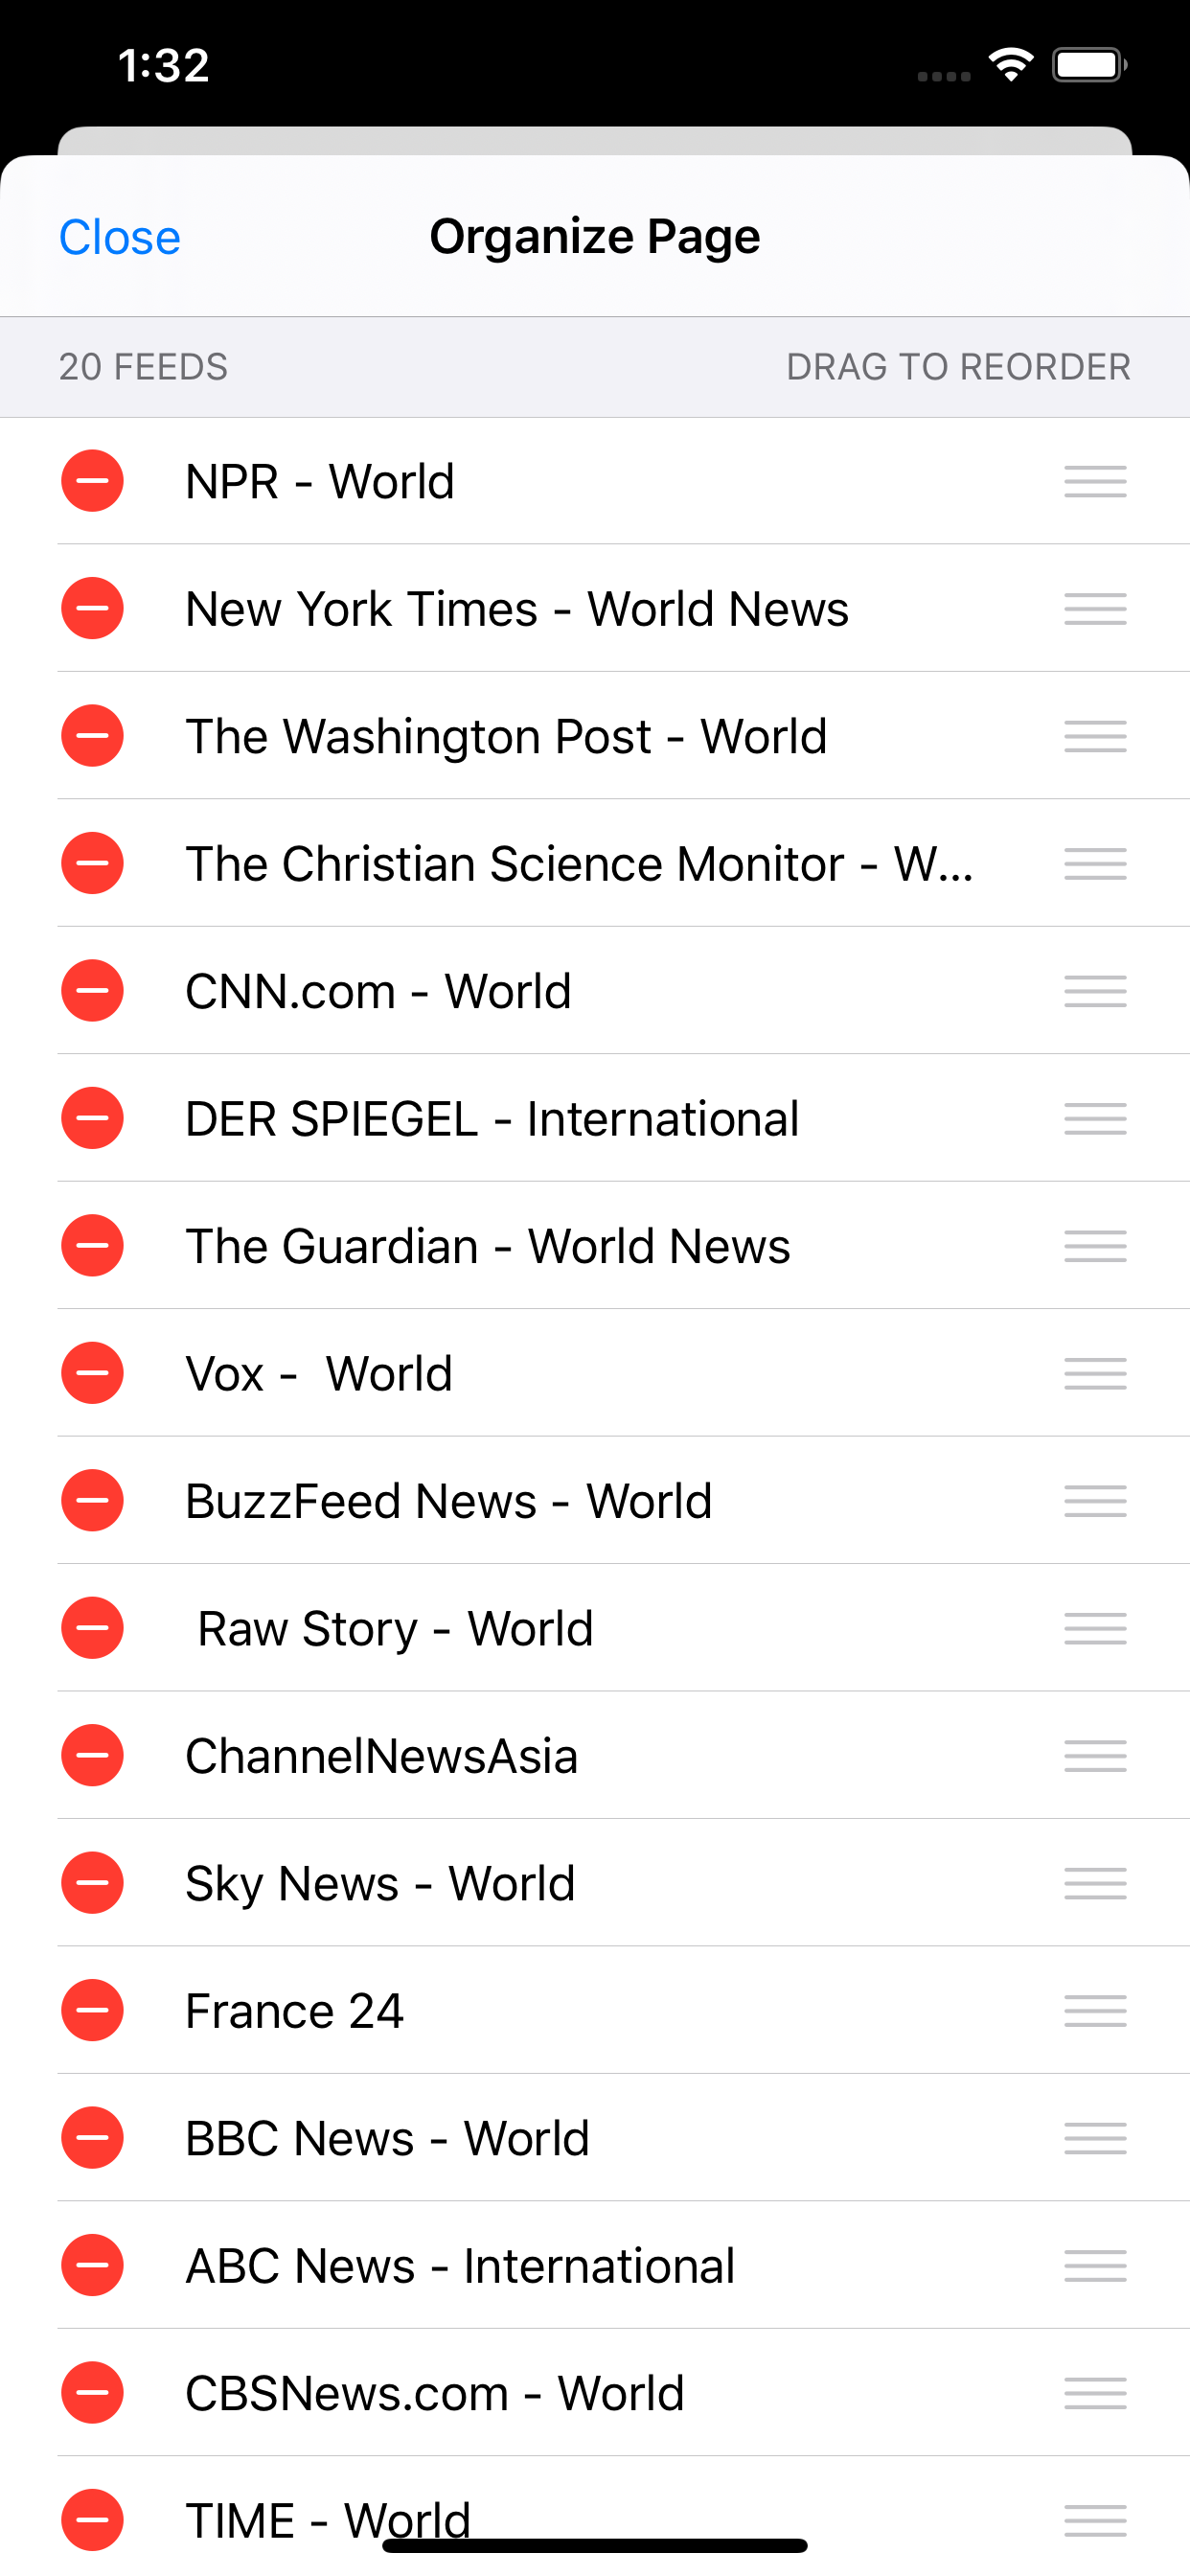 1:32
Close
Organize Page
20 FEEDS
DRAG TO REORDER
NPR - World
New York Times - World News
The Washington Post - World
The Christian Science Monitor - W...
CNN.com - World
DER SPIEGEL - International
The Guardian - World News
Vox -  World
BuzzFeed News - World
Raw Story - World
ChannelNewsAsia
Sky News - World
France 24
BBC News - World
ABC News - International
CBSNews.com - World
TIME - World